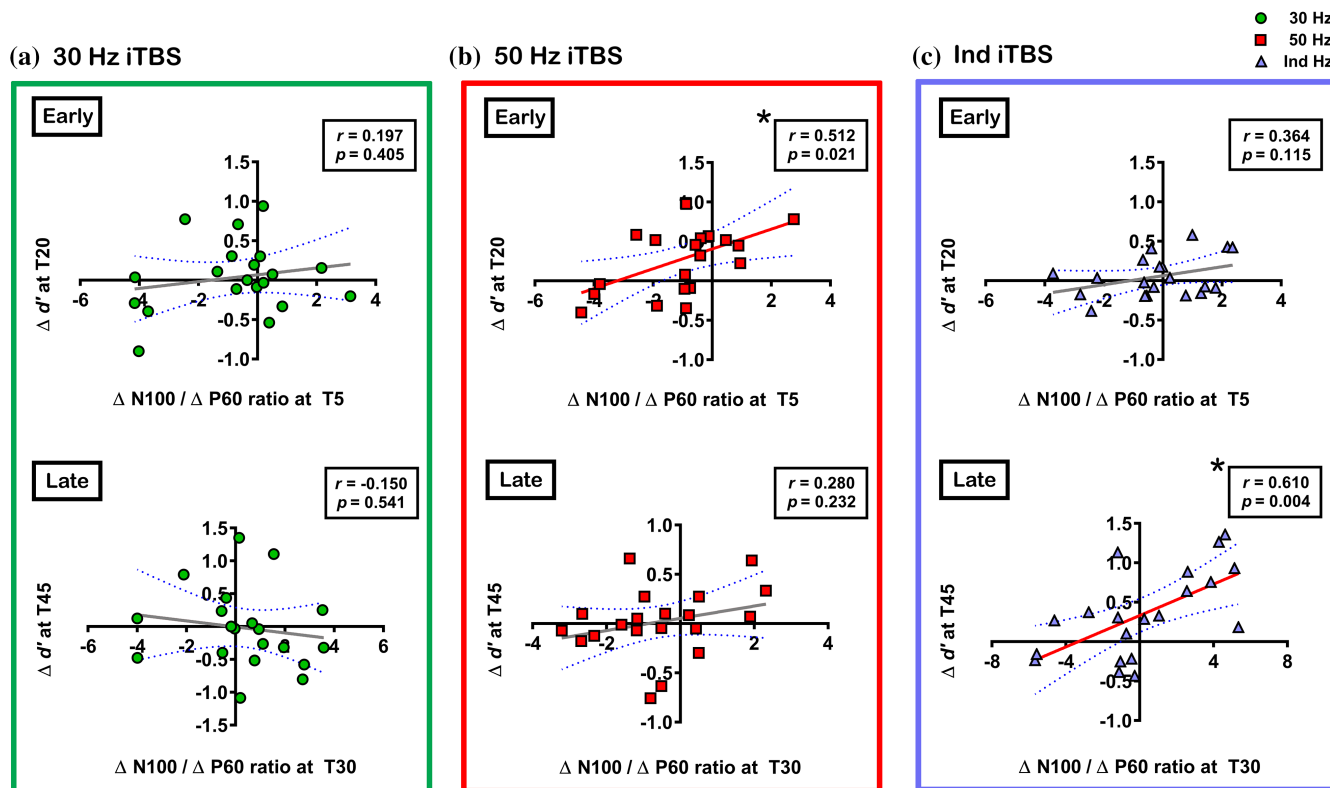 30 Hz
50 Hz
Ind Hz
(a) 30 Hz iTBS
Early
r = 0.197
p = 0.405
Δ d' at T20
1.5
1.0
0.5
-0.5
-1.0
-6 -4 -2 0 2 4
Δ N100 / Δ P60 ratio at T5
Late
r = -0.150
p = 0.541
Δ d' at T45
1.5
1.0
0.5
-0.5
-1.0
-1.5
-6 -4 -2 0 2 4 6
Δ N100 / Δ P60 ratio at T30
(b) 50 Hz iTBS
Early
*
r = 0.512
p = 0.021
Δ d' at T20
1.5
1.0
0.5
-0.5
-1.0
-6 -4 -2 0 2 4
Δ N100 / Δ P60 ratio at T5
Late
r = 0.280
p = 0.232
Δ d' at T45
1.0
0.5
-0.5
-1.0
-4 -2 0 2 4
Δ N100 / Δ P60 ratio at T30
(c) Ind iTBS
Early
r = 0.364
p = 0.115
Δ d' at T20
1.5
1.0
0.5
-0.5
-1.0
-6 -4 -2 0 2 4
Δ N100 / Δ P60 ratio at T5
Late
*
r = 0.610
p = 0.004
Δ d' at T45
1.5
1.0
0.5
-0.5
-1.0
-8 -4 0 4 8
Δ N100 / Δ P60 ratio at T30